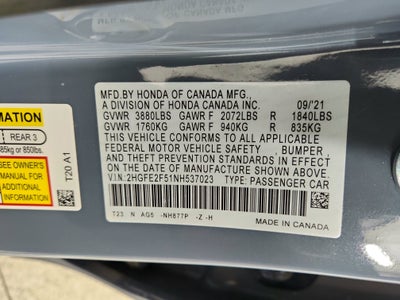 MFD.BY HONDA OF CANADA MFG.,
A DIVISION OF HONDA CANADA INC. 09/'21
GVWR 3880LBS GAWR F 2072LBS R 1840LBS
GVWR 1760KG GAWR F 940KG R 835KG
THIS VEHICLE CONFORMS TO ALL APPLICABLE
FEDERAL MOTOR VEHICLE SAFETY , BUMPER ,
AND THEFT PREVENTION STANDARDS IN EFFECT
ON THE DATE OF MANUFACTURE SHOWN ABOVE.
V.I.N:2HGFE2F51NH537023 TYPE:PASSENGER CAR
T23 N AG5 -NH877P -Z -H
MADE IN CANADA
MATION
REAR 3
85kg or 850lbs.
SEE OWNER'S
MANUAL FOR
T20 A1